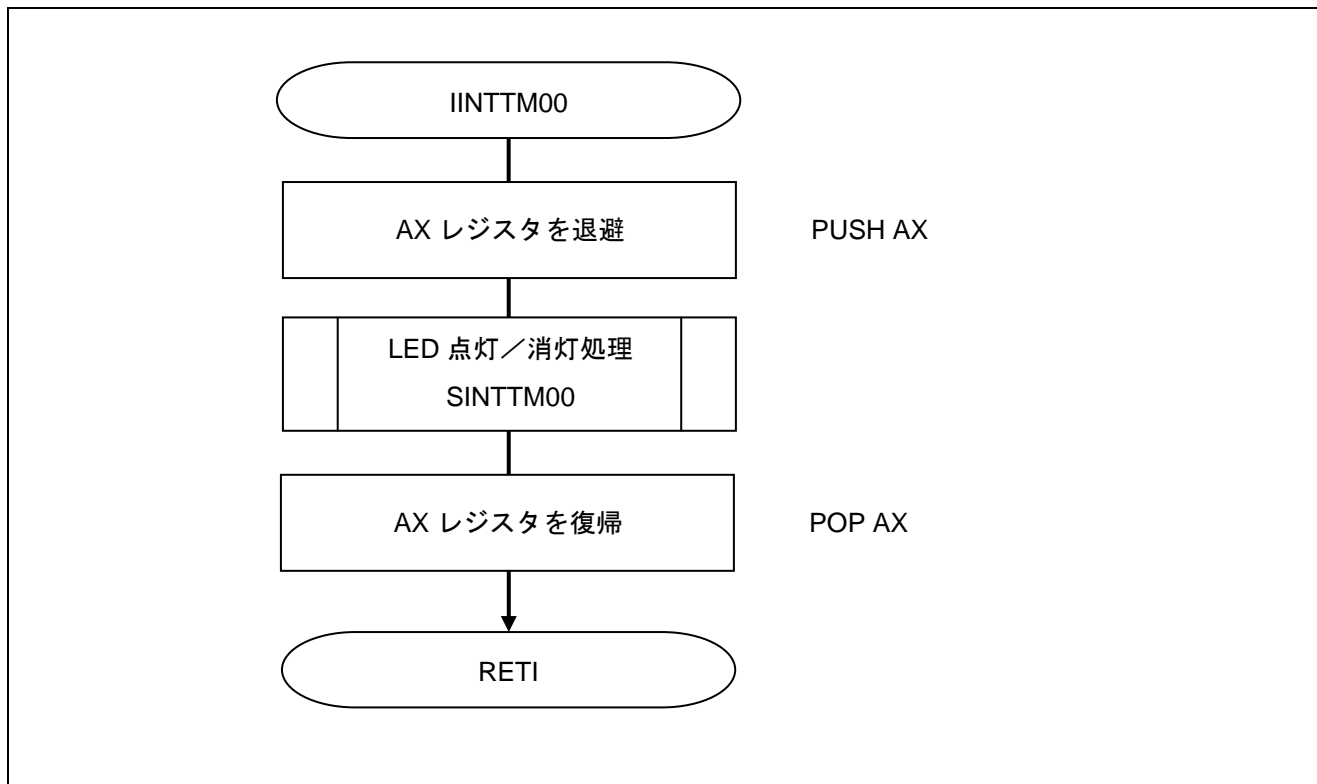 IINTTM00
AX レジスタを退避
PUSH AX
LED 点灯／消灯処理
SINTTM00
AX レジスタを復帰
POP AX
RETI